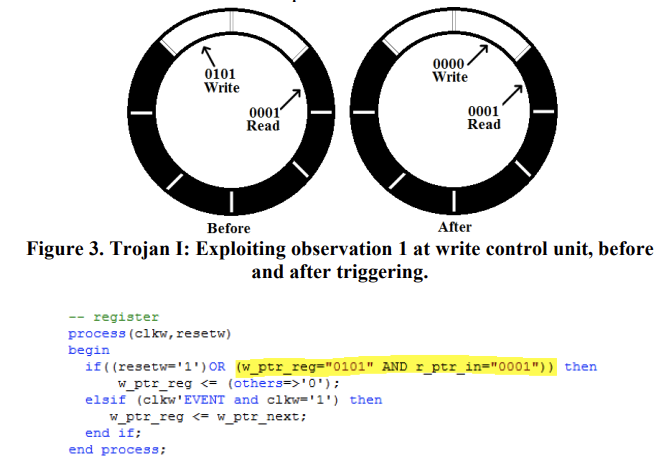 0101
Write
0001
Read
0000
Write
0001
Read
Before
After
Figure 3. Trojan I: Exploiting observation 1 at write control unit, before
and after triggering.
-- register
process(clkw,resetw)
begin
if((resetw='1')OR (w_ptr_reg="0101" AND r_ptr_in="0001")) then
w_ptr_reg <= (others=>'0');
elsif (clkw'EVENT and clkw='1') then
w_ptr_reg <= w_ptr_next;
end if;
end process;